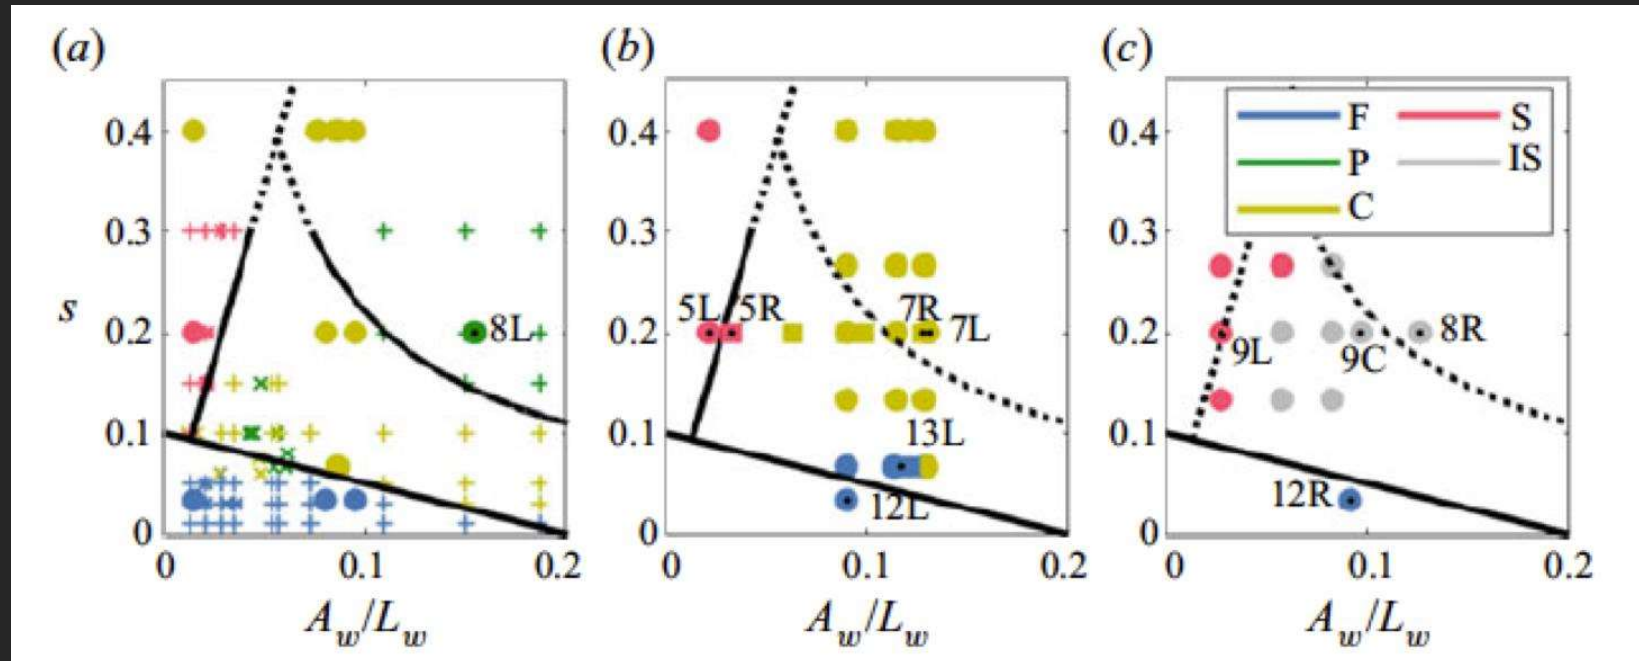 (a) (b) (c)
F S
P IS
C
0.4 0.4 0.4
0.3 0.3 0.3
s
0.2 8L 0.2 5L 5R 7R 7L 0.2 9L 9C 8R
0.1 0.1 13L 0.1
12L 12R
0 0 0
0 0.1 0.2 0 0.1 0.2 0 0.1 0.2
A_w/L_w A_w/L_w A_w/L_w